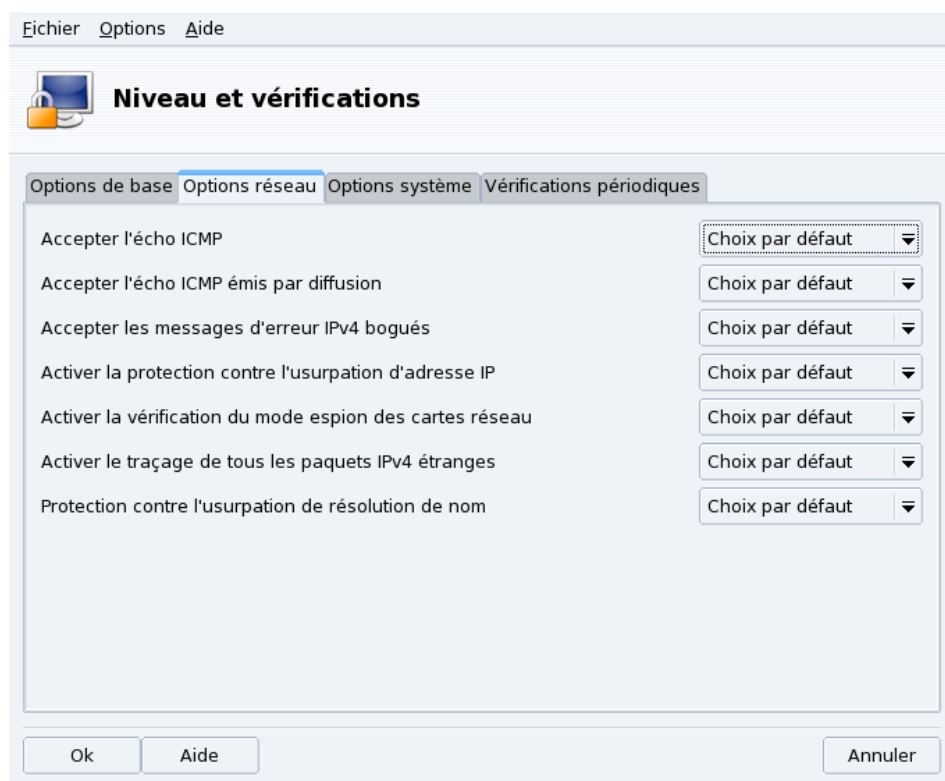 Fichier Options Aide
Niveau et vérifications
Options de base Options réseau Options système Vérifications périodiques
Accepter l'écho ICMP Choix par défaut
Accepter l'écho ICMP émis par diffusion Choix par défaut
Accepter les messages d'erreur IPv4 bogués Choix par défaut
Activer la protection contre l'usurpation d'adresse IP Choix par défaut
Activer la vérification du mode espion des cartes réseau Choix par défaut
Activer le traçage de tous les paquets IPv4 étranges Choix par défaut
Protection contre l'usurpation de résolution de nom Choix par défaut
Ok Aide Annuler